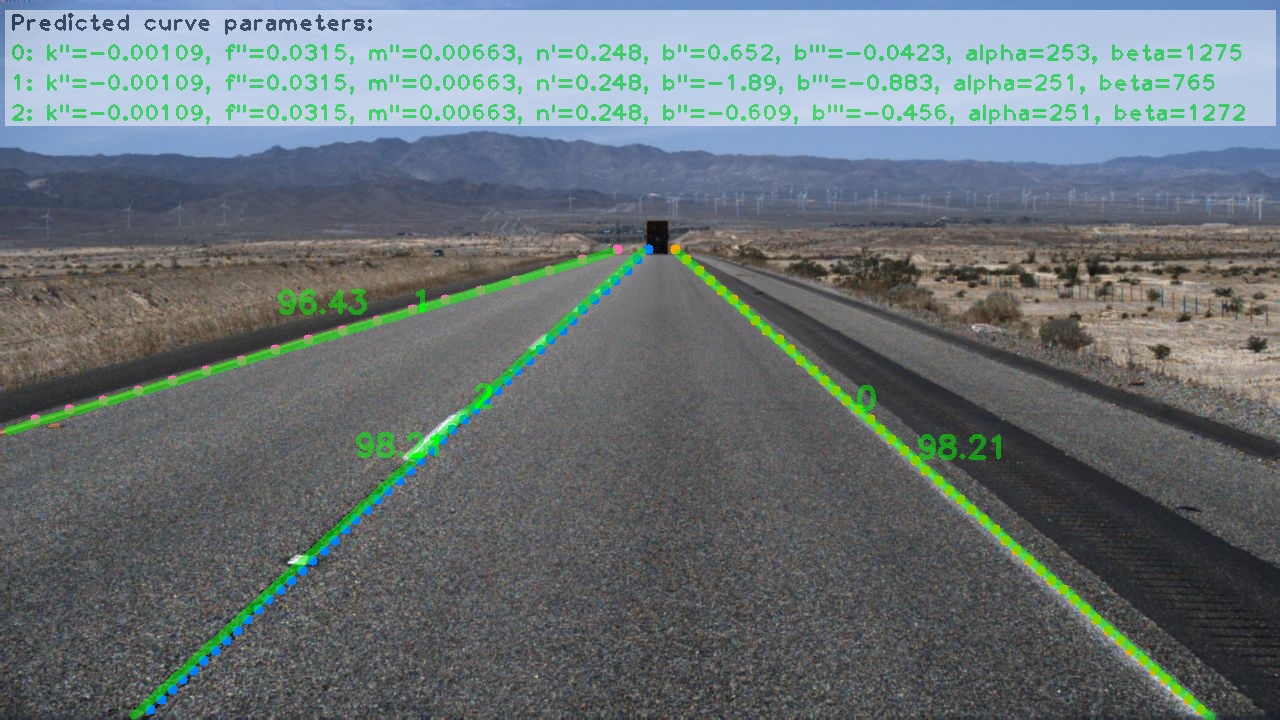 Predicted curve parameters:
0: k"=-0.00109, f"=0.0315, m"=0.00663, n'=0.248, b"=0.652, b'"=-0.0423, alpha=253, beta=1275
1: k"=-0.00109, f"=0.0315, m"=0.00663, n'=0.248, b"=-1.89, b'"=-0.883, alpha=251, beta=765
2: k"=-0.00109, f"=0.0315, m"=0.00663, n'=0.248, b"=-0.609, b'"=-0.456, alpha=251, beta=1272
96.43 1
2
0
98.21
98.21